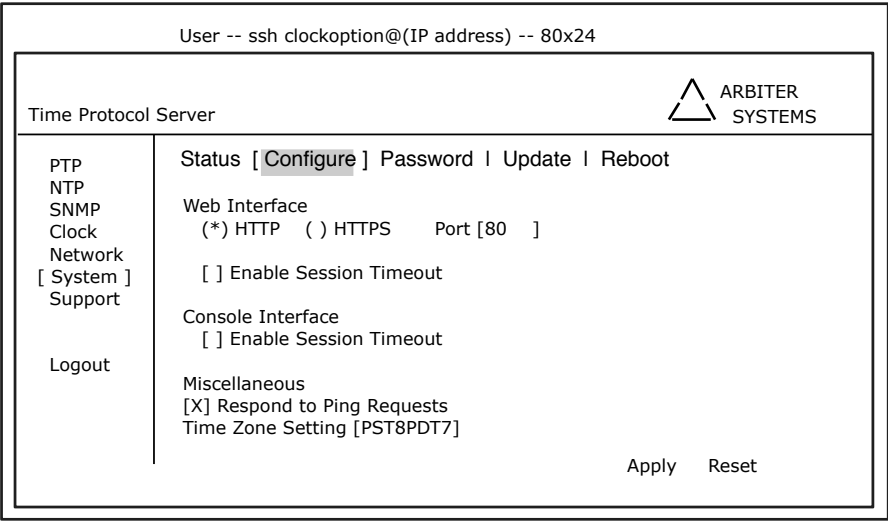 User -- ssh clockoption@(IP address) -- 80x24
ARBITER
SYSTEMS
Time Protocol Server
PTP
NTP
SNMP
Clock
Network
[ System ]
Support
Logout
Status [ Configure ] Password | Update | Reboot
Web Interface
(*) HTTP ( ) HTTPS Port [80 ]
[ ] Enable Session Timeout
Console Interface
[ ] Enable Session Timeout
Miscellaneous
[X] Respond to Ping Requests
Time Zone Setting [PST8PDT7]
Apply Reset